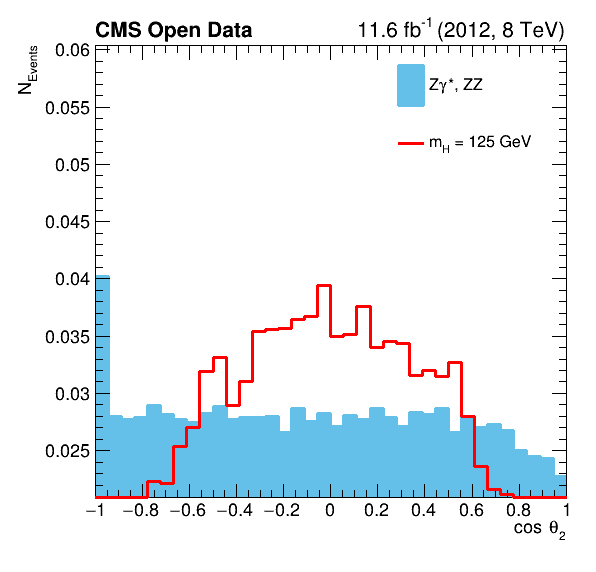 CMS Open Data 11.6 fb⁻¹ (2012, 8 TeV)
N_Events
0.06
0.055
0.05
0.045
0.04
0.035
0.03
0.025
Zγ*, ZZ
m_H = 125 GeV
−1 −0.8 −0.6 −0.4 −0.2 0 0.2 0.4 0.6 0.8 1
cos θ₂